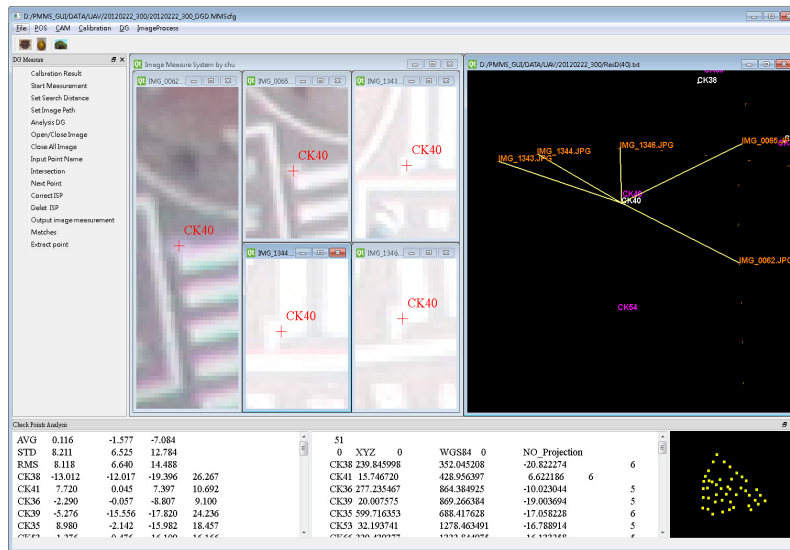 D:/PMMS_GUI/DATA/UAV/20120222_300/20120222_300_DGD.MMScfg
File POS CAM Calibration DG ImageProcess
DG Measure
Calibration Result
Start Measurement
Set Search Distance
Set Image Path
Analysis DG
Open/Close Image
Close All Image
Input Point Name
Intersection
Next Point
Correct ISP
Delet ISP
Output image measurement
Matches
Extract point
Image Measure System by chu
IMG_0062...
IMG_0065...
IMG_1343...
CK40
CK40
CK40
IMG_1344...
IMG_1346...
CK40
CK40
D:/PMMS_GUI/DATA/UAV/20120222_300/ResD(40).txt
CK38
IMG_1343.JPG
IMG_1344.JPG
IMG_1346.JPG
IMG_0065.JPG
CK40
IMG_0062.JPG
CK54
Check Points Analysis
AVG 0.116 -1.577 -7.084
STD 8.211 6.525 12.784
RMS 8.118 6.640 14.488
CK38 -13.012 -12.017 -19.396 26.267
CK41 7.720 0.045 7.397 10.692
CK36 -2.290 -0.057 -8.807 9.100
CK39 -5.276 -15.556 -17.820 24.236
CK35 8.980 -2.142 -15.982 18.457
51
0 XYZ 0 WGS84 0 NO_Projection
CK38 239.845998 352.045208 -20.822274 6
CK41 15.746720 428.956397 6.622186 6
CK36 277.235467 864.384925 -10.023044 5
CK39 20.007575 869.266384 -19.003694 5
CK35 599.716353 688.417628 -17.058228 6
CK53 32.193741 1278.463491 -16.788914 5